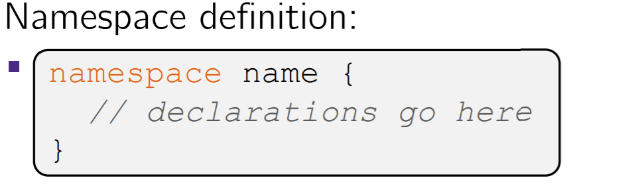 Namespace definition:
namespace name {
// declarations go here
}